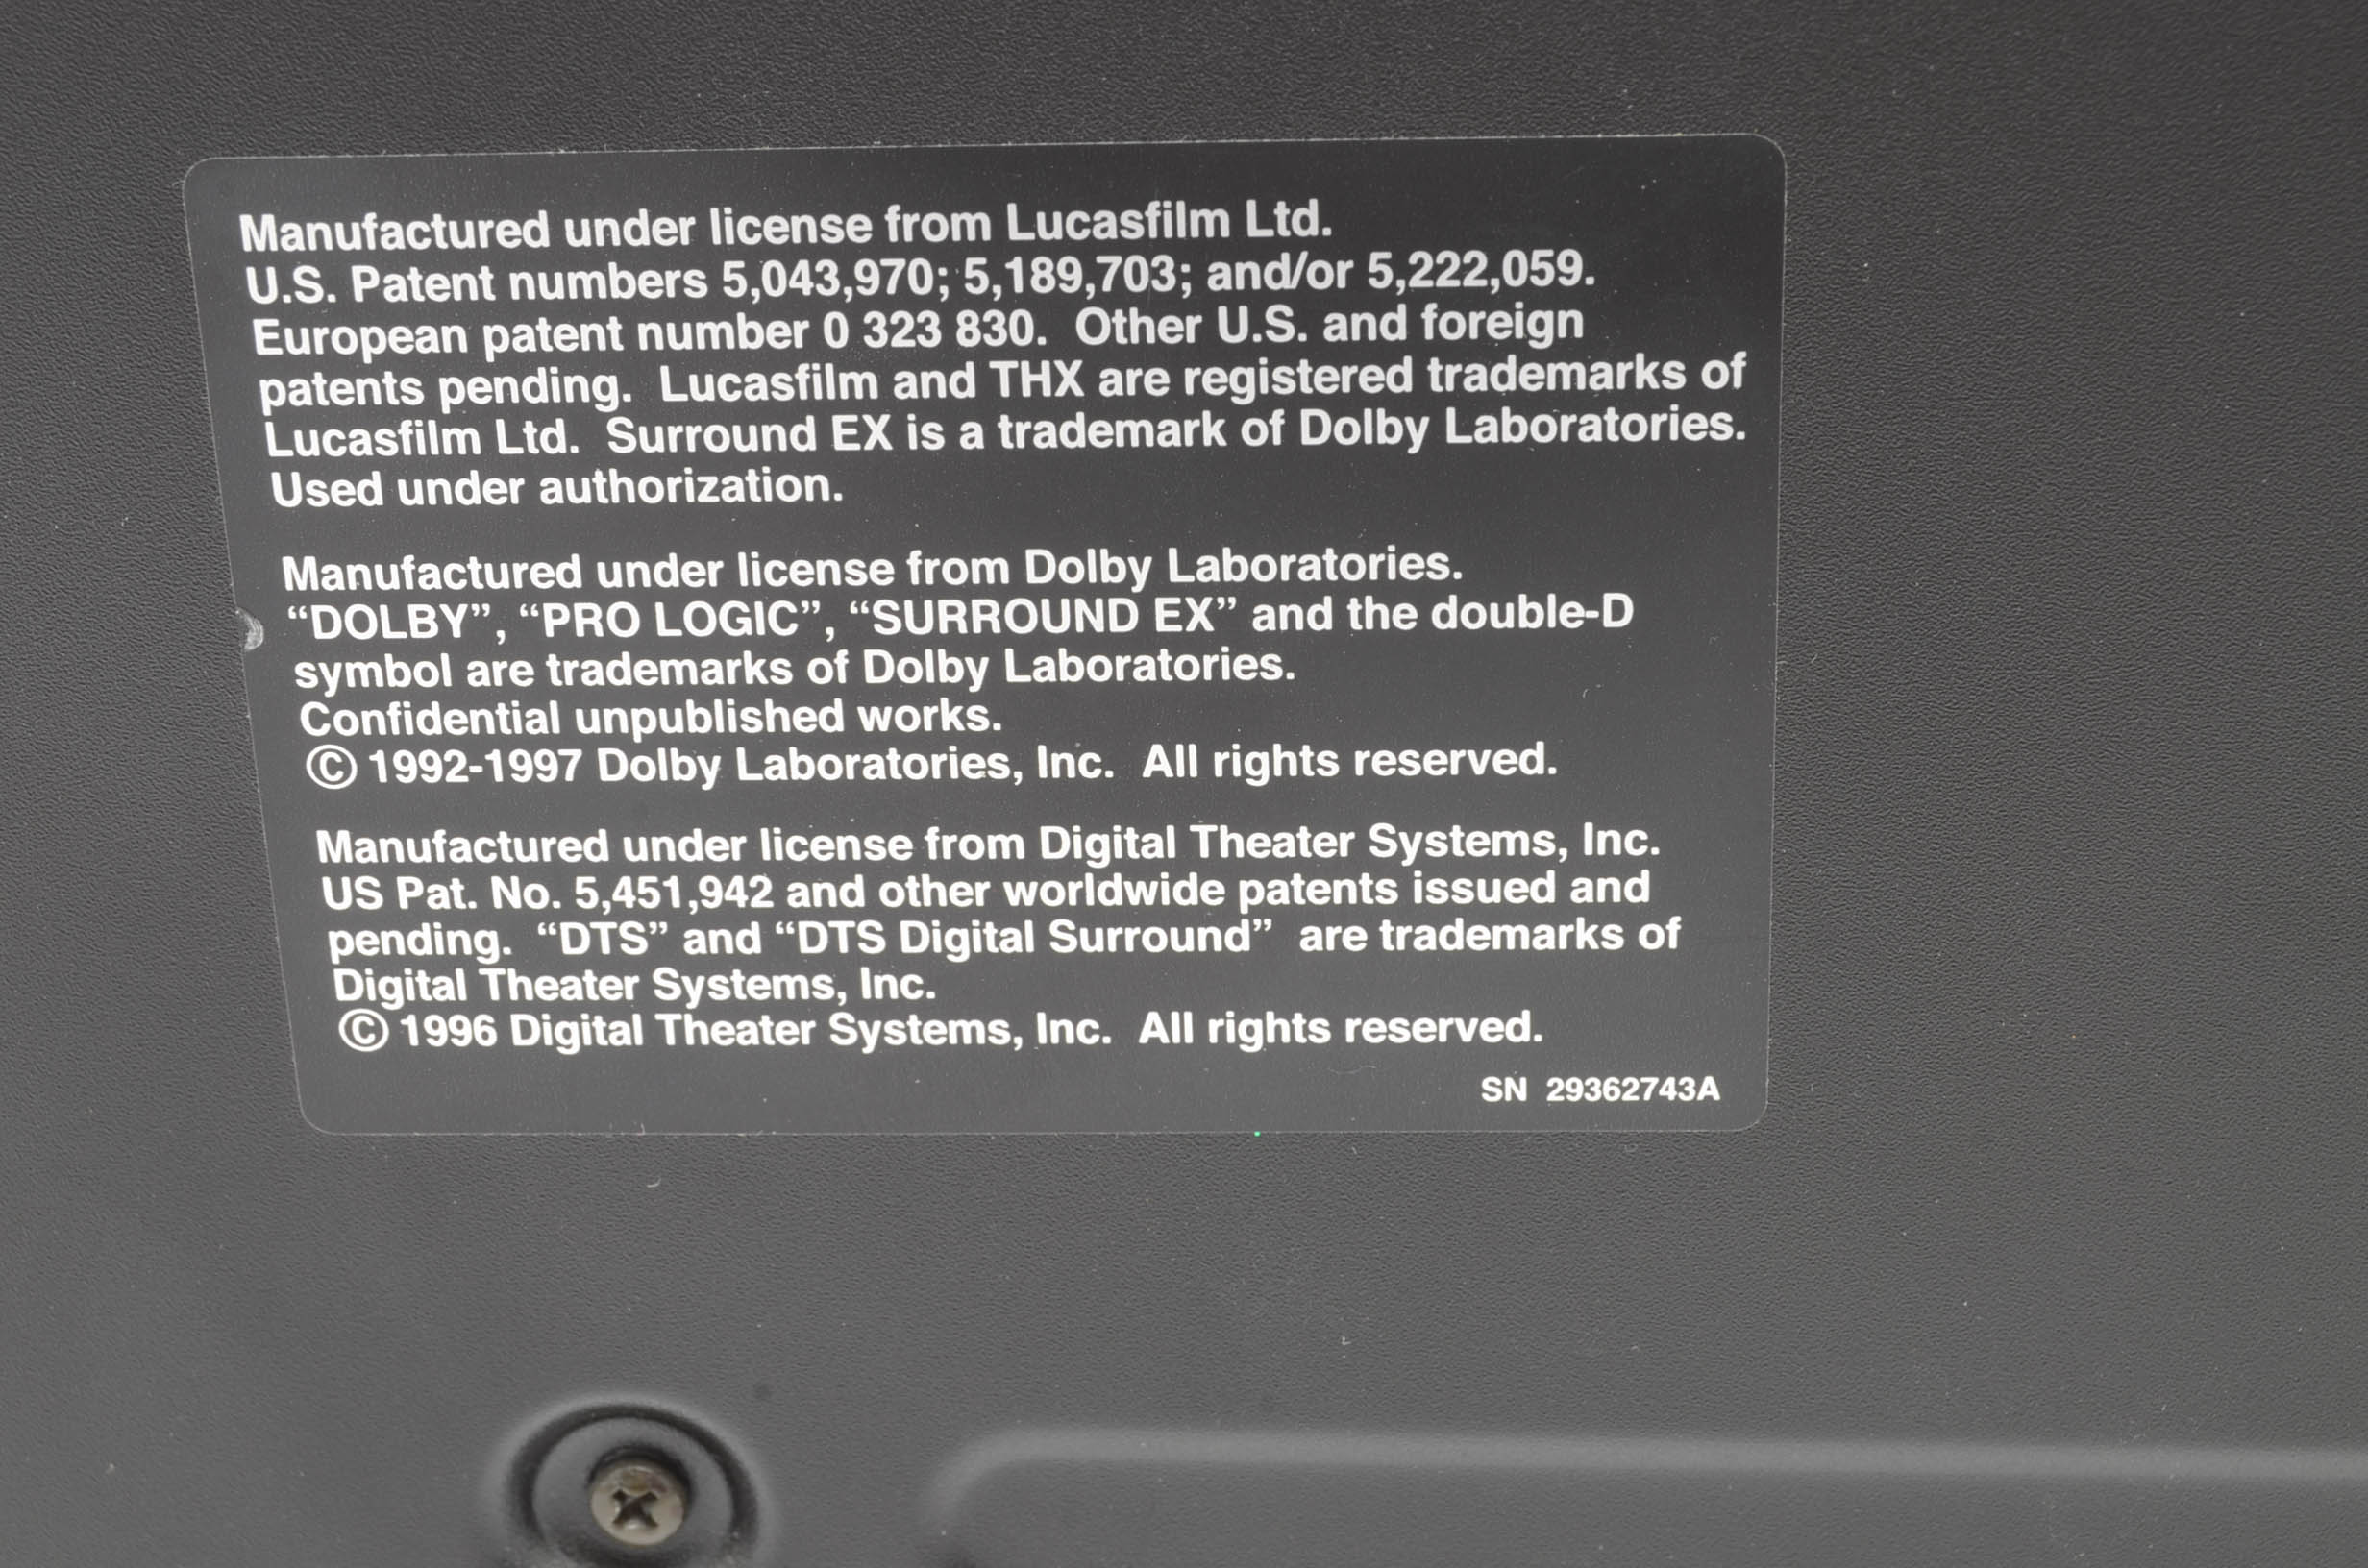 Manufactured under license from Lucasfilm Ltd.
U.S. Patent numbers 5,043,970; 5,189,703; and/or 5,222,059.
European patent number 0 323 830.  Other U.S. and foreign
patents pending.  Lucasfilm and THX are registered trademarks of
Lucasfilm Ltd.  Surround EX is a trademark of Dolby Laboratories.
Used under authorization.
Manufactured under license from Dolby Laboratories.
“DOLBY”, “PRO LOGIC”, “SURROUND EX” and the double-D
symbol are trademarks of Dolby Laboratories.
Confidential unpublished works.
© 1992-1997 Dolby Laboratories, Inc.  All rights reserved.
Manufactured under license from Digital Theater Systems, Inc.
US Pat. No. 5,451,942 and other worldwide patents issued and
pending.  “DTS” and “DTS Digital Surround”  are trademarks of
Digital Theater Systems, Inc.
© 1996 Digital Theater Systems, Inc.  All rights reserved.
SN  29362743A